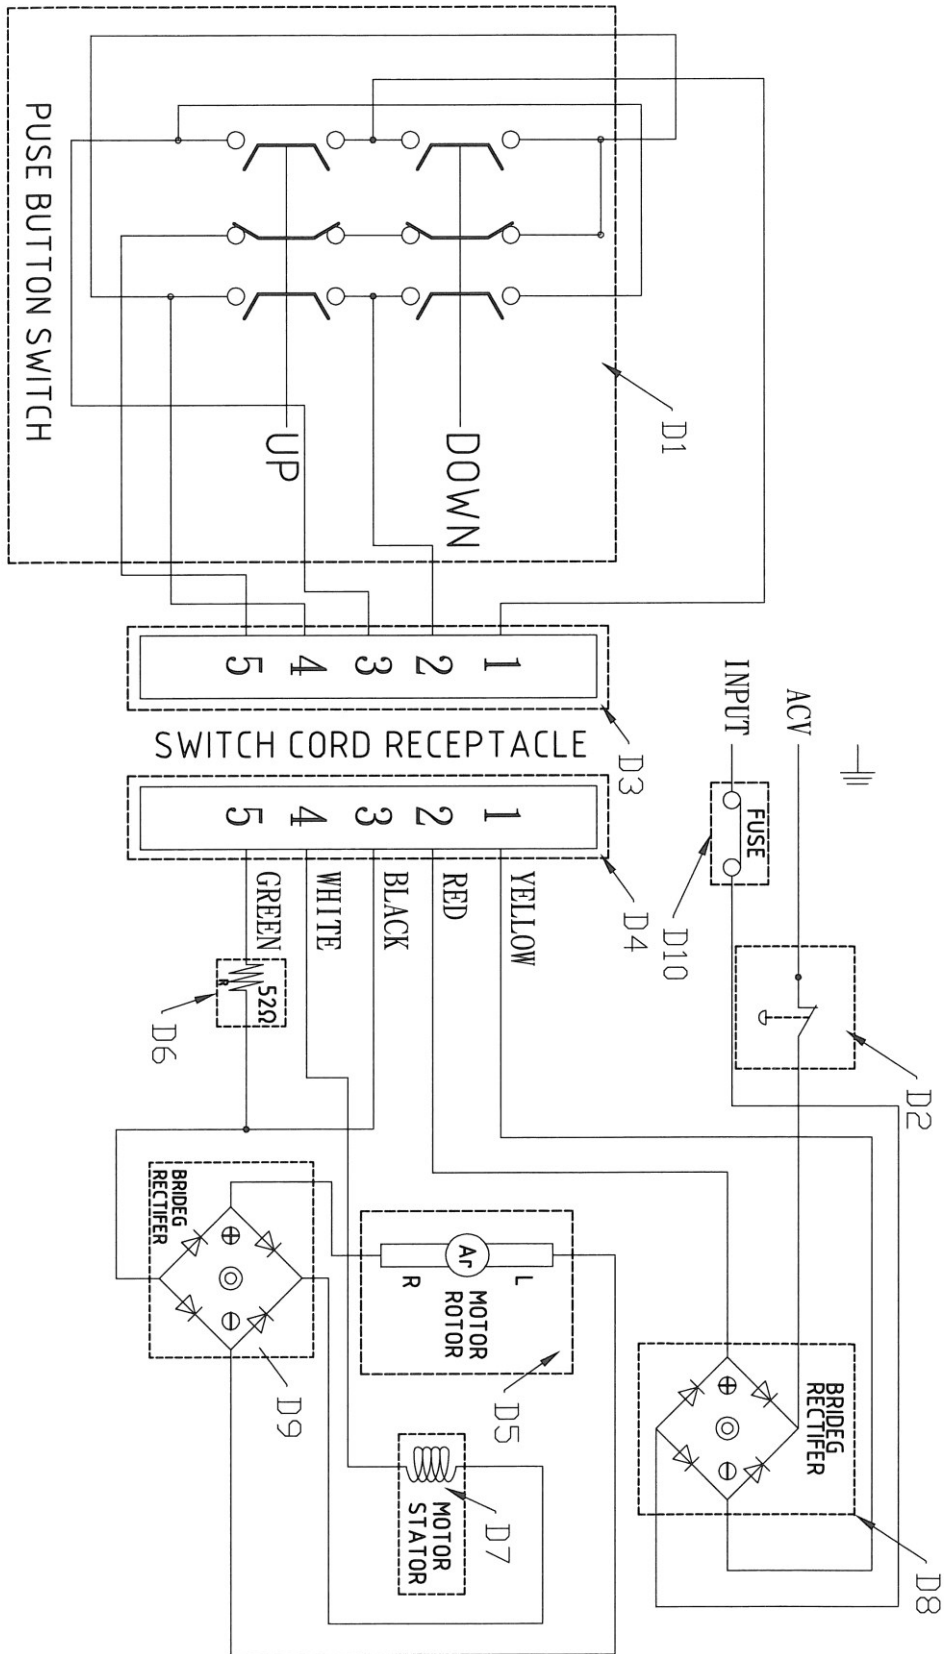 PUSE BUTTON SWITCH
UP
DOWN
D1
5 4 3 2 1
D3
SWITCH CORD RECEPTACLE
5 4 3 2 1
D4
INPUT
ACV
FUSE
D10
D2
GREEN
WHITE
BLACK
RED
YELLOW
52Ω
R
D6
BRIDEG
RECTIFER
D9
Ar
R
L
MOTOR
ROTOR
D5
MOTOR
STATOR
D7
BRIDEG
RECTIFER
D8